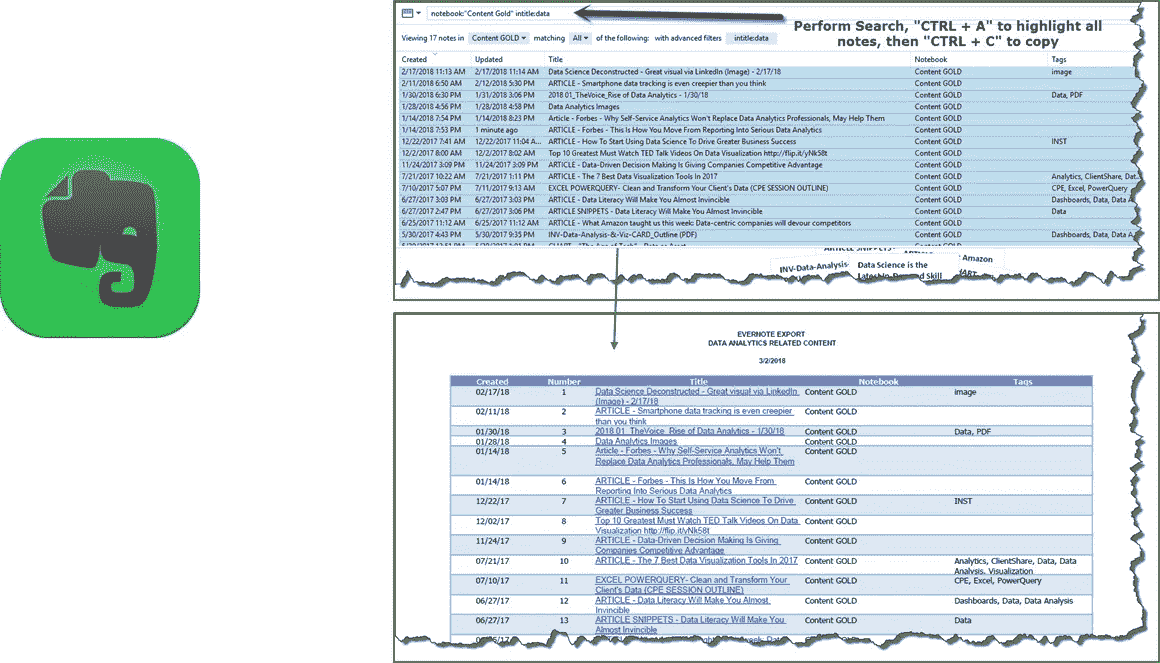 notebook:"Content Gold" intitle:data
Perform Search, "CTRL + A" to highlight all
notes, then "CTRL + C" to copy
Viewing 17 notes in Content GOLD matching All of the following: with advanced filters intitle:data
Created Updated Title Notebook Tags
2/17/2018 11:13 AM 2/17/2018 11:14 AM Data Science Deconstructed - Great visual via LinkedIn (Image) - 2/17/18 Content GOLD image
2/11/2018 6:50 AM 2/12/2018 5:30 PM ARTICLE - Smartphone data tracking is even creepier than you think Content GOLD
1/30/2018 6:30 PM 1/31/2018 3:06 PM 2018 01_TheVoice_Rise of Data Analytics - 1/30/18 Content GOLD Data, PDF
1/28/2018 4:56 PM 1/28/2018 4:58 PM Data Analytics Images Content GOLD
1/14/2018 7:54 PM 1/14/2018 8:23 PM Article - Forbes - Why Self-Service Analytics Won't Replace Data Analytics Professionals, May Help Them Content GOLD
1/14/2018 7:53 PM 1 minute ago ARTICLE - Forbes - This Is How You Move From Reporting Into Serious Data Analytics Content GOLD
12/22/2017 7:41 AM 12/22/2017 11:04 A... ARTICLE - How To Start Using Data Science To Drive Greater Business Success Content GOLD INST
12/2/2017 8:00 AM 12/2/2017 8:02 AM Top 10 Greatest Must Watch TED Talk Videos On Data Visualization http://flip.it/yNk58t Content GOLD
11/24/2017 3:09 PM 11/24/2017 3:09 PM ARTICLE - Data-Driven Decision Making Is Giving Companies Competitive Advantage Content GOLD
7/21/2017 10:22 AM 7/21/2017 1:11 PM ARTICLE - The 7 Best Data Visualization Tools In 2017 Content GOLD Analytics, ClientShare, Dat
7/10/2017 5:07 PM 7/11/2017 9:13 AM EXCEL POWERQUERY- Clean and Transform Your Client's Data (CPE SESSION OUTLINE) Content GOLD CPE, Excel, PowerQuery
6/27/2017 3:03 PM 6/27/2017 3:03 PM ARTICLE - Data Literacy Will Make You Almost Invincible Content GOLD Dashboards, Data, Data A
6/27/2017 2:47 PM 6/27/2017 3:06 PM ARTICLE SNIPPETS - Data Literacy Will Make You Almost Invincible Content GOLD Data
6/25/2017 11:12 AM 6/25/2017 11:12 AM ARTICLE - What Amazon taught us this week: Data-centric companies will devour competitors Content GOLD
5/30/2017 4:43 PM 5/30/2017 9:35 PM INV-Data-Analysis-&-Viz-CARD_Outline (PDF) Content GOLD Dashboards, Data, Data A
INV-Data-Analysis- Data Science is the Amazon
EVERNOTE EXPORT
DATA ANALYTICS RELATED CONTENT
3/2/2018
Created Number Title Notebook Tags
02/17/18 1 Data Science Deconstructed - Great visual via LinkedIn Content GOLD image
(Image) - 2/17/18
02/11/18 2 ARTICLE - Smartphone data tracking is even creepier Content GOLD
than you think
01/30/18 3 2018 01_TheVoice_Rise of Data Analytics - 1/30/18 Content GOLD Data, PDF
01/28/18 4 Data Analytics Images Content GOLD
01/14/18 5 Article - Forbes - Why Self-Service Analytics Won't Content GOLD
Replace Data Analytics Professionals, May Help Them
01/14/18 6 ARTICLE - Forbes - This Is How You Move From Content GOLD
Reporting Into Serious Data Analytics
12/22/17 7 ARTICLE - How To Start Using Data Science To Drive Content GOLD INST
Greater Business Success
12/02/17 8 Top 10 Greatest Must Watch TED Talk Videos On Data Content GOLD
Visualization http://flip.it/yNk58t
11/24/17 9 ARTICLE - Data-Driven Decision Making Is Giving Content GOLD
Companies Competitive Advantage
07/21/17 10 ARTICLE - The 7 Best Data Visualization Tools In 2017 Content GOLD Analytics, ClientShare, Data, Data
Analysis, Visualization
07/10/17 11 EXCEL POWERQUERY- Clean and Transform Your Content GOLD CPE, Excel, PowerQuery
Client's Data (CPE SESSION OUTLINE)
06/27/17 12 ARTICLE - Data Literacy Will Make You Almost Content GOLD Dashboards, Data, Data Analysis
Invincible
06/27/17 13 ARTICLE SNIPPETS - Data Literacy Will Make You Content GOLD Data
Almost Invincible